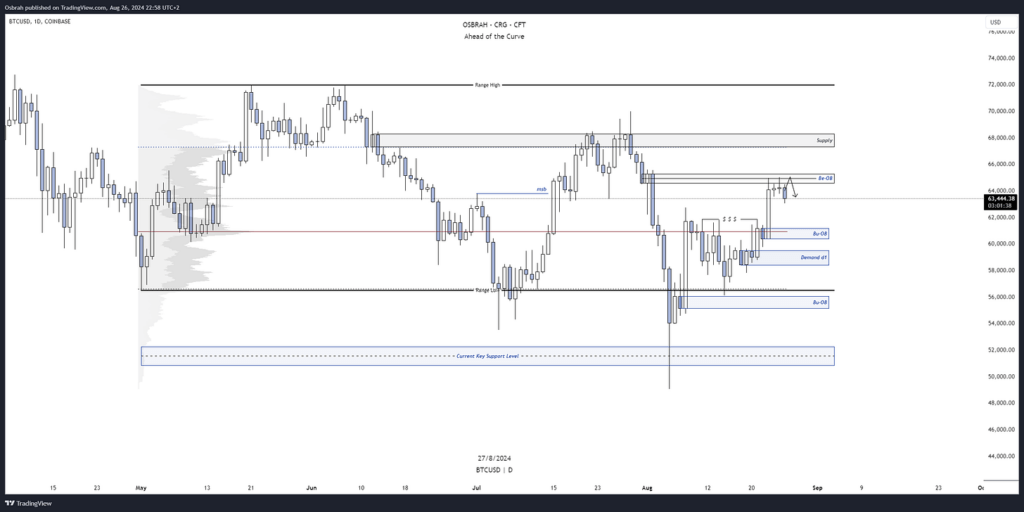 Osbrah published on TradingView.com, Aug 26, 2024 22:58 UTC+2
BTCUSD, 1D, COINBASE
OSBRAH - CRG - CFT
Ahead of the Curve
USD
76,000.00
74,000.00
72,000.00
70,000.00
68,000.00
66,000.00
64,000.00
63,444.38
03:01:38
62,000.00
60,000.00
58,000.00
56,000.00
54,000.00
52,000.00
50,000.00
48,000.00
46,000.00
44,000.00
Range High
Supply
Be-OB
msb
$ $ $
Bu-OB
Demand d1
Range Low
Bu-OB
Current Key Support Level
27/8/2024
BTCUSD | D
15
23
May
13
21
Jun
10
18
Jul
15
23
Aug
12
20
Sep
9
23
TradingView